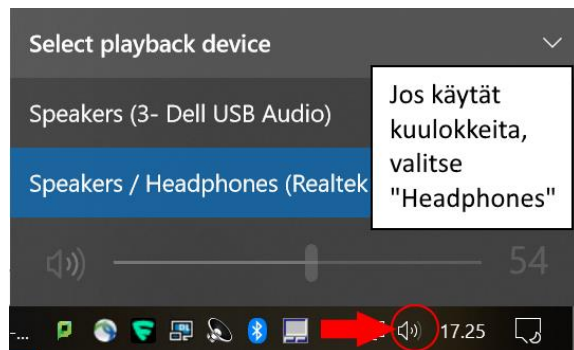 Select playback device
Speakers (3- Dell USB Audio)
Speakers / Headphones (Realtek
Jos käytät
kuulokkeita,
valitse
"Headphones"
54
-...
17.25